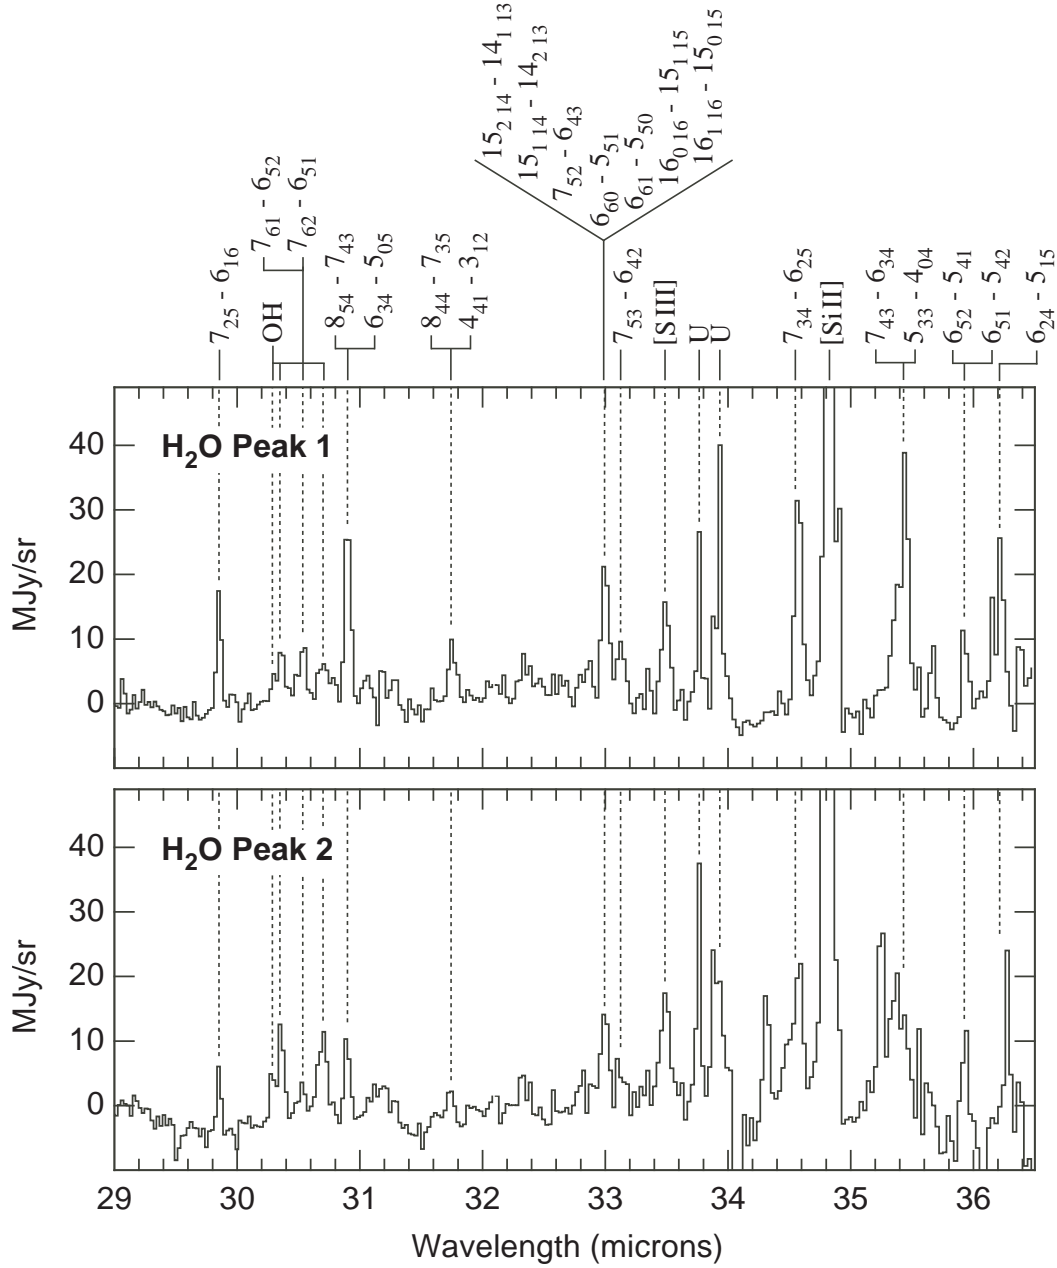 7₂₅ - 6₁₆
OH
7₆₁ - 6₅₂
7₆₂ - 6₅₁
8₅₄ - 7₄₃
6₃₄ - 5₀₅
8₄₄ - 7₃₅
4₄₁ - 3₁₂
15₂ ₁₄ - 14₁ ₁₃
15₁ ₁₄ - 14₂ ₁₃
7₅₂ - 6₄₃
6₆₀ - 5₅₁
6₆₁ - 5₅₀
16₀ ₁₆ - 15₁ ₁₅
16₁ ₁₆ - 15₀ ₁₅
7₅₃ - 6₄₂
[S III]
U
U
7₃₄ - 6₂₅
[Si II]
7₄₃ - 6₃₄
5₃₃ - 4₀₄
6₅₂ - 5₄₁
6₅₁ - 5₄₂
6₂₄ - 5₁₅
H₂O Peak 1
40
30
20
10
0
MJy/sr
H₂O Peak 2
40
30
20
10
0
MJy/sr
29 30 31 32 33 34 35 36
Wavelength (microns)